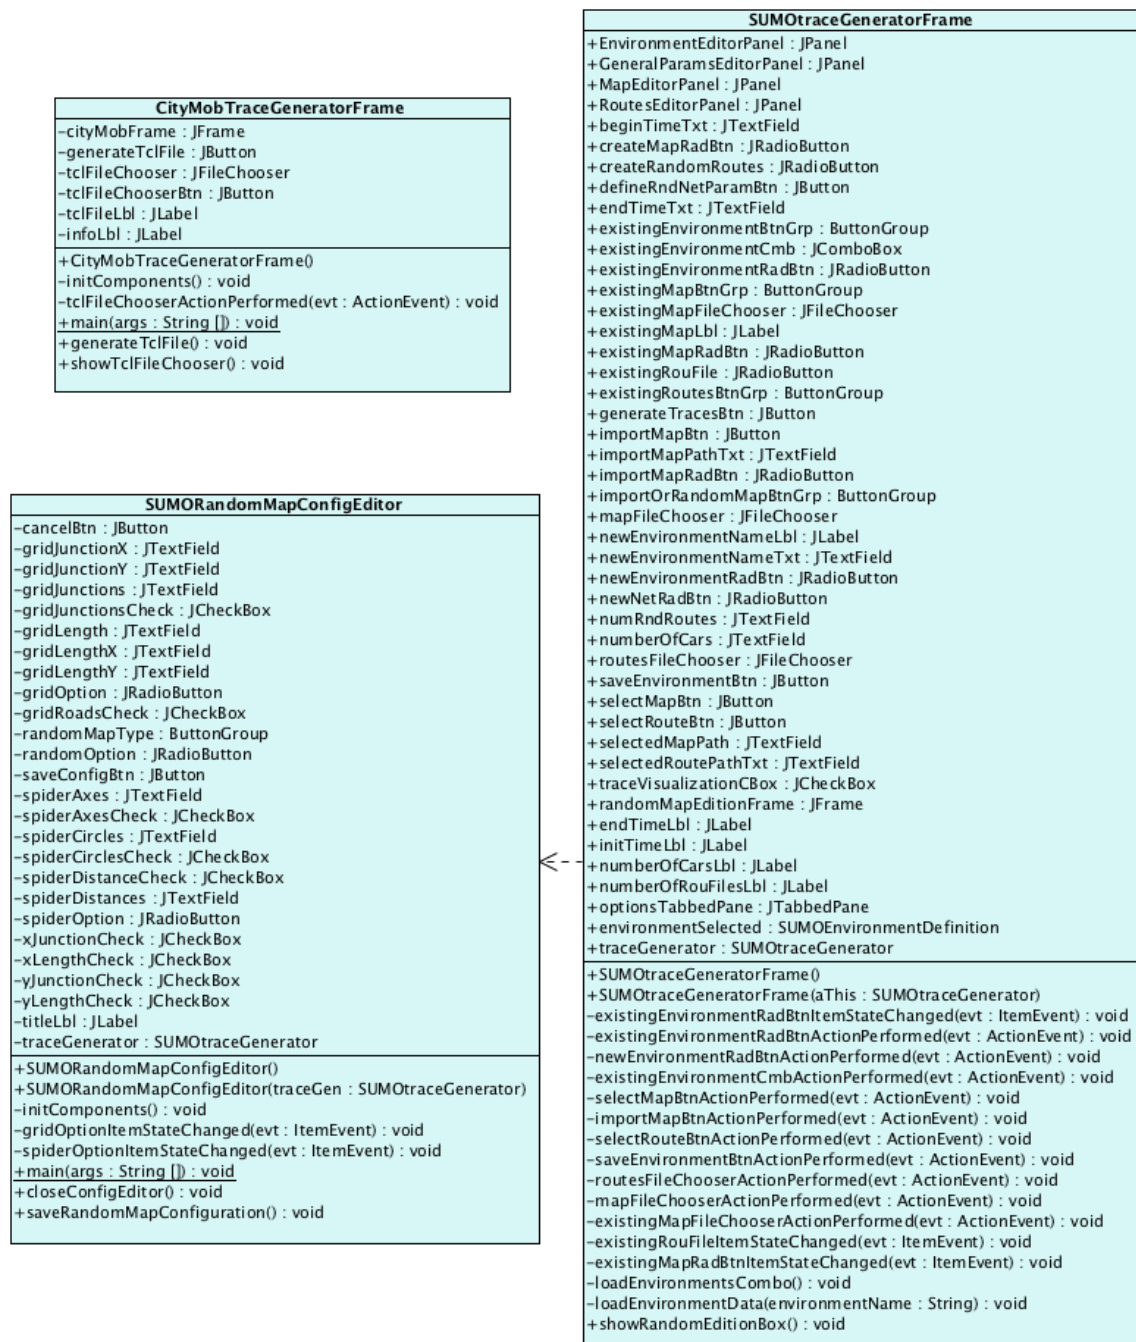 CityMobTraceGeneratorFrame
-cityMobFrame : JFrame
-generateTclFile : JButton
-tclFileChooser : JFileChooser
-tclFileChooserBtn : JButton
-tclFileLbl : JLabel
-infoLbl : JLabel
+CityMobTraceGeneratorFrame()
-initComponents() : void
-tclFileChooserActionPerformed(evt : ActionEvent) : void
+main(args : String []) : void
+generateTclFile() : void
+showTclFileChooser() : void
SUMORandomMapConfigEditor
-cancelBtn : JButton
-gridJunctionX : JTextField
-gridJunctionY : JTextField
-gridJunctions : JTextField
-gridJunctionsCheck : JCheckBox
-gridLength : JTextField
-gridLengthX : JTextField
-gridLengthY : JTextField
-gridOption : JRadioButton
-gridRoadsCheck : JCheckBox
-randomMapType : ButtonGroup
-randomOption : JRadioButton
-saveConfigBtn : JButton
-spiderAxes : JTextField
-spiderAxesCheck : JCheckBox
-spiderCircles : JTextField
-spiderCirclesCheck : JCheckBox
-spiderDistanceCheck : JCheckBox
-spiderDistances : JTextField
-spiderOption : JRadioButton
-xJunctionCheck : JCheckBox
-xLengthCheck : JCheckBox
-yJunctionCheck : JCheckBox
-yLengthCheck : JCheckBox
-titleLbl : JLabel
-traceGenerator : SUMOtraceGenerator
+SUMORandomMapConfigEditor()
+SUMORandomMapConfigEditor(traceGen : SUMOtraceGenerator)
-initComponents() : void
-gridOptionItemStateChanged(evt : ItemEvent) : void
-spiderOptionItemStateChanged(evt : ItemEvent) : void
+main(args : String []) : void
+closeConfigEditor() : void
+saveRandomMapConfiguration() : void
SUMOtraceGeneratorFrame
+EnvironmentEditorPanel : JPanel
+GeneralParamsEditorPanel : JPanel
+MapEditorPanel : JPanel
+RoutesEditorPanel : JPanel
+beginTimeTxt : JTextField
+createMapRadBtn : JRadioButton
+createRandomRoutes : JRadioButton
+defineRndNetParamBtn : JButton
+endTimeTxt : JTextField
+existingEnvironmentBtnGrp : ButtonGroup
+existingEnvironmentCmb : JComboBox
+existingEnvironmentRadBtn : JRadioButton
+existingMapBtnGrp : ButtonGroup
+existingMapFileChooser : JFileChooser
+existingMapLbl : JLabel
+existingMapRadBtn : JRadioButton
+existingRouFile : JRadioButton
+existingRoutesBtnGrp : ButtonGroup
+generateTracesBtn : JButton
+importMapBtn : JButton
+importMapPathTxt : JTextField
+importMapRadBtn : JRadioButton
+importOrRandomMapBtnGrp : ButtonGroup
+mapFileChooser : JFileChooser
+newEnvironmentNameLbl : JLabel
+newEnvironmentNameTxt : JTextField
+newEnvironmentRadBtn : JRadioButton
+newNetRadBtn : JRadioButton
+numRndRoutes : JTextField
+numberOfCars : JTextField
+routesFileChooser : JFileChooser
+saveEnvironmentBtn : JButton
+selectMapBtn : JButton
+selectRouteBtn : JButton
+selectedMapPath : JTextField
+selectedRoutePathTxt : JTextField
+traceVisualizationCBox : JCheckBox
+randomMapEditionFrame : JFrame
+endTimeLbl : JLabel
+initTimeLbl : JLabel
+numberOfCarsLbl : JLabel
+numberOfRouFilesLbl : JLabel
+optionsTabbedPane : JTabbedPane
+environmentSelected : SUMOEnvironmentDefinition
+traceGenerator : SUMOtraceGenerator
+SUMOtraceGeneratorFrame()
+SUMOtraceGeneratorFrame(aThis : SUMOtraceGenerator)
-existingEnvironmentRadBtnItemStateChanged(evt : ItemEvent) : void
-existingEnvironmentRadBtnActionPerformed(evt : ActionEvent) : void
-newEnvironmentRadBtnActionPerformed(evt : ActionEvent) : void
-existingEnvironmentCmbActionPerformed(evt : ActionEvent) : void
-selectMapBtnActionPerformed(evt : ActionEvent) : void
-importMapBtnActionPerformed(evt : ActionEvent) : void
-selectRouteBtnActionPerformed(evt : ActionEvent) : void
-saveEnvironmentBtnActionPerformed(evt : ActionEvent) : void
-routesFileChooserActionPerformed(evt : ActionEvent) : void
-mapFileChooserActionPerformed(evt : ActionEvent) : void
-existingMapFileChooserActionPerformed(evt : ActionEvent) : void
-existingRouFileItemStateChanged(evt : ItemEvent) : void
-existingMapRadBtnItemStateChanged(evt : ItemEvent) : void
-loadEnvironmentsCombo() : void
-loadEnvironmentData(environmentName : String) : void
+showRandomEditionBox() : void